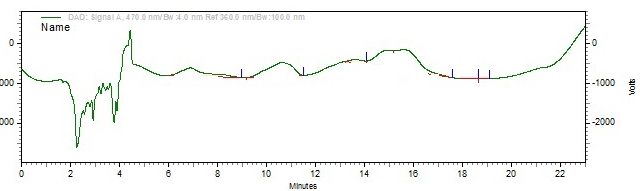 DAD: Signal A, 470.0 nm/Bw:4.0 nm Ref 360.0 nm/Bw:100.0 nm
Name
0 0
-1000 -1000
-2000 -2000
Volts
0 2 4 6 8 10 12 14 16 18 20 22
Minutes